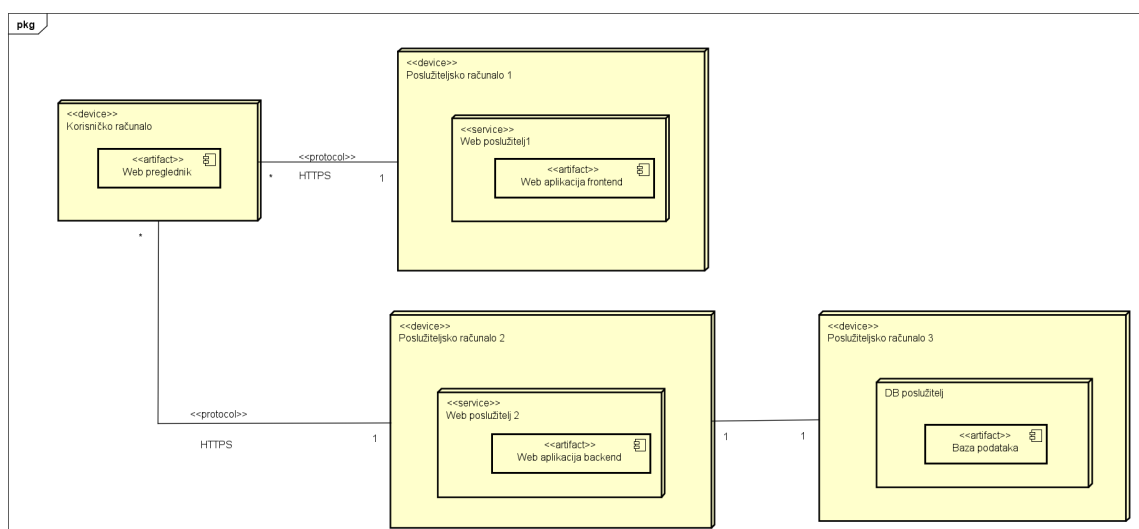 pkg
<<device>>
Korisničko računalo
<<artifact>>
Web preglednik
<<protocol>>
HTTPS
*
1
<<device>>
Poslužiteljsko računalo 1
<<service>>
Web poslužitelj1
<<artifact>>
Web aplikacija frontend
*
<<protocol>>
HTTPS
1
<<device>>
Poslužiteljsko računalo 2
<<service>>
Web poslužitelj 2
<<artifact>>
Web aplikacija backend
1
1
<<device>>
Poslužiteljsko računalo 3
DB poslužitelj
<<artifact>>
Baza podataka